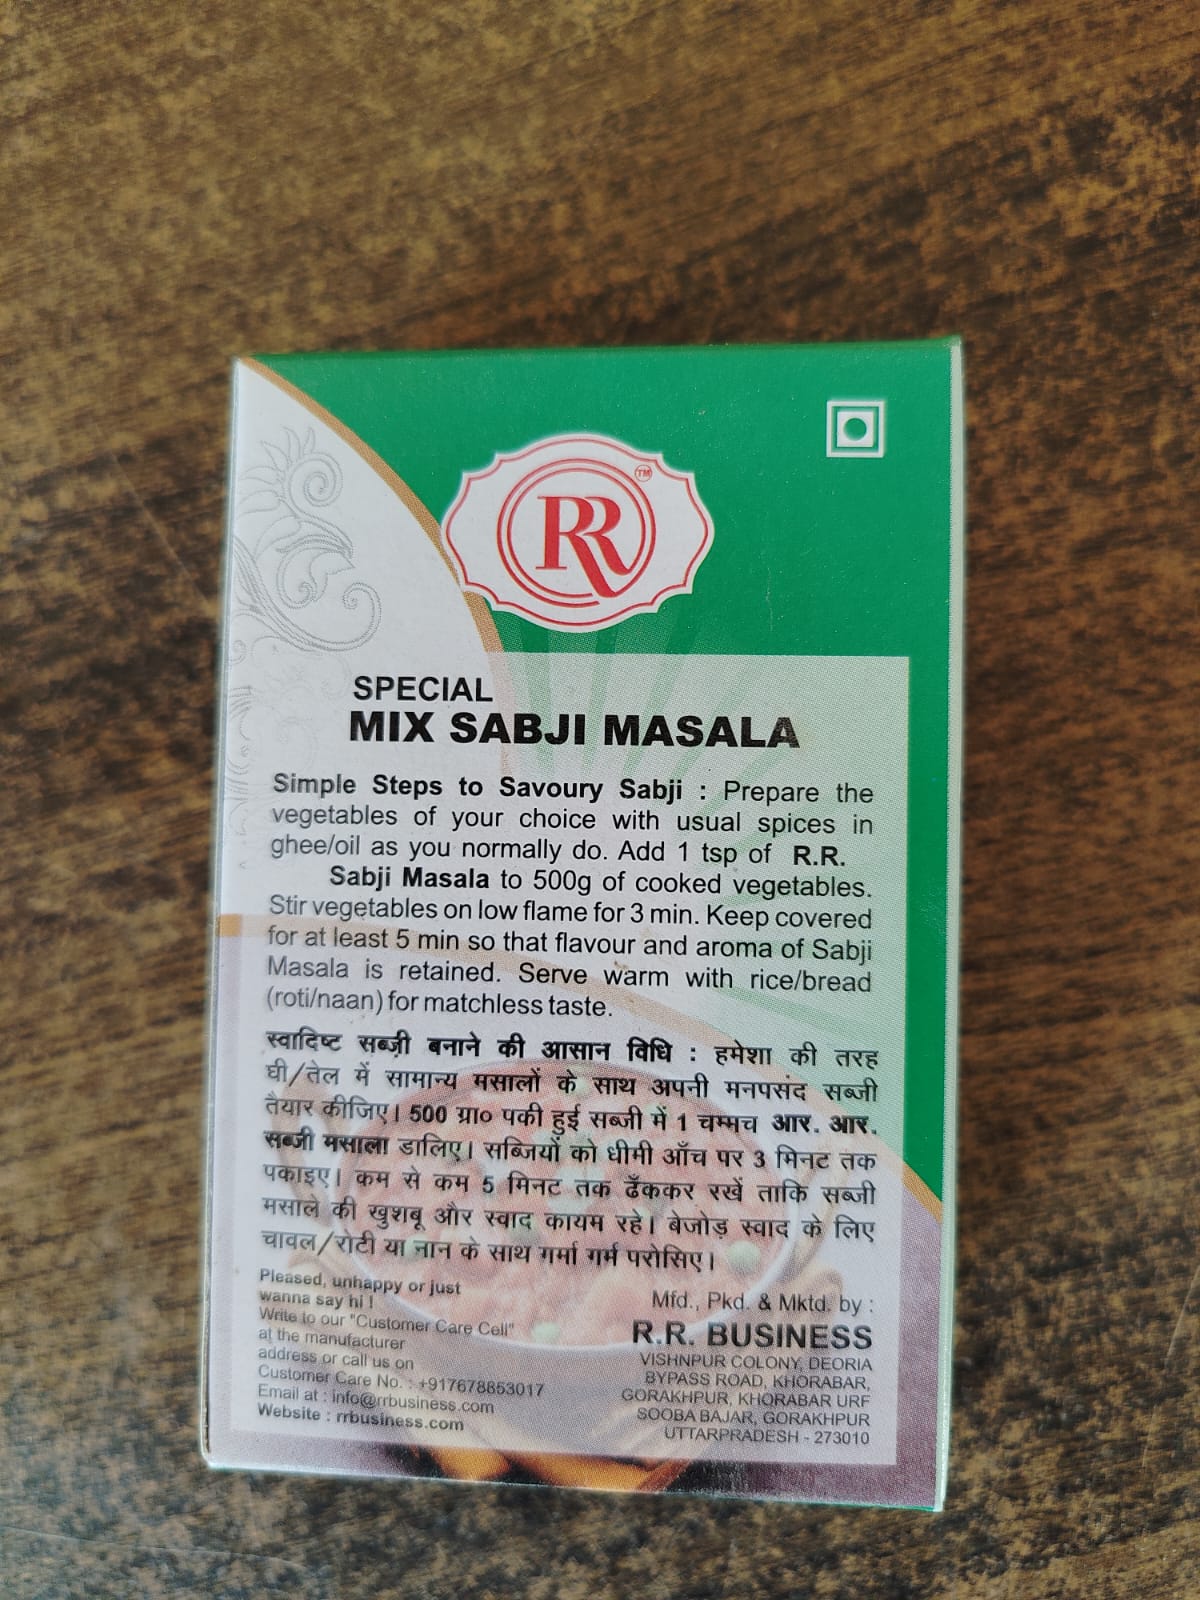 RR
TM
SPECIAL
MIX SABJI MASALA
Simple Steps to Savoury Sabji : Prepare the
vegetables of your choice with usual spices in
ghee/oil as you normally do. Add 1 tsp of R.R.
Sabji Masala to 500g of cooked vegetables.
Stir vegetables on low flame for 3 min. Keep covered
for at least 5 min so that flavour and aroma of Sabji
Masala is retained. Serve warm with rice/bread
(roti/naan) for matchless taste.
स्वादिष्ट सब्ज़ी बनाने की आसान विधि : हमेशा की तरह
घी/तेल में सामान्य मसालों के साथ अपनी मनपसंद सब्जी
तैयार कीजिए। 500 ग्रा० पकी हुई सब्जी में 1 चम्मच आर. आर.
सब्जी मसाला डालिए। सब्जियों को धीमी आँच पर 3 मिनट तक
पकाइए। कम से कम 5 मिनट तक ढँककर रखें ताकि सब्जी
मसाले की खुशबू और स्वाद कायम रहे। बेजोड़ स्वाद के लिए
चावल/रोटी या नान के साथ गर्मा गर्म परोसिए।
Pleased, unhappy or just
wanna say hi !
Write to our "Customer Care Cell"
at the manufacturer
address or call us on
Customer Care No. : +917678853017
Email at : info@rrbusiness.com
Website : rrbusiness.com
Mfd., Pkd. & Mktd. by :
R.R. BUSINESS
VISHNPUR COLONY, DEORIA
BYPASS ROAD, KHORABAR,
GORAKHPUR, KHORABAR URF
SOOBA BAJAR, GORAKHPUR
UTTARPRADESH - 273010